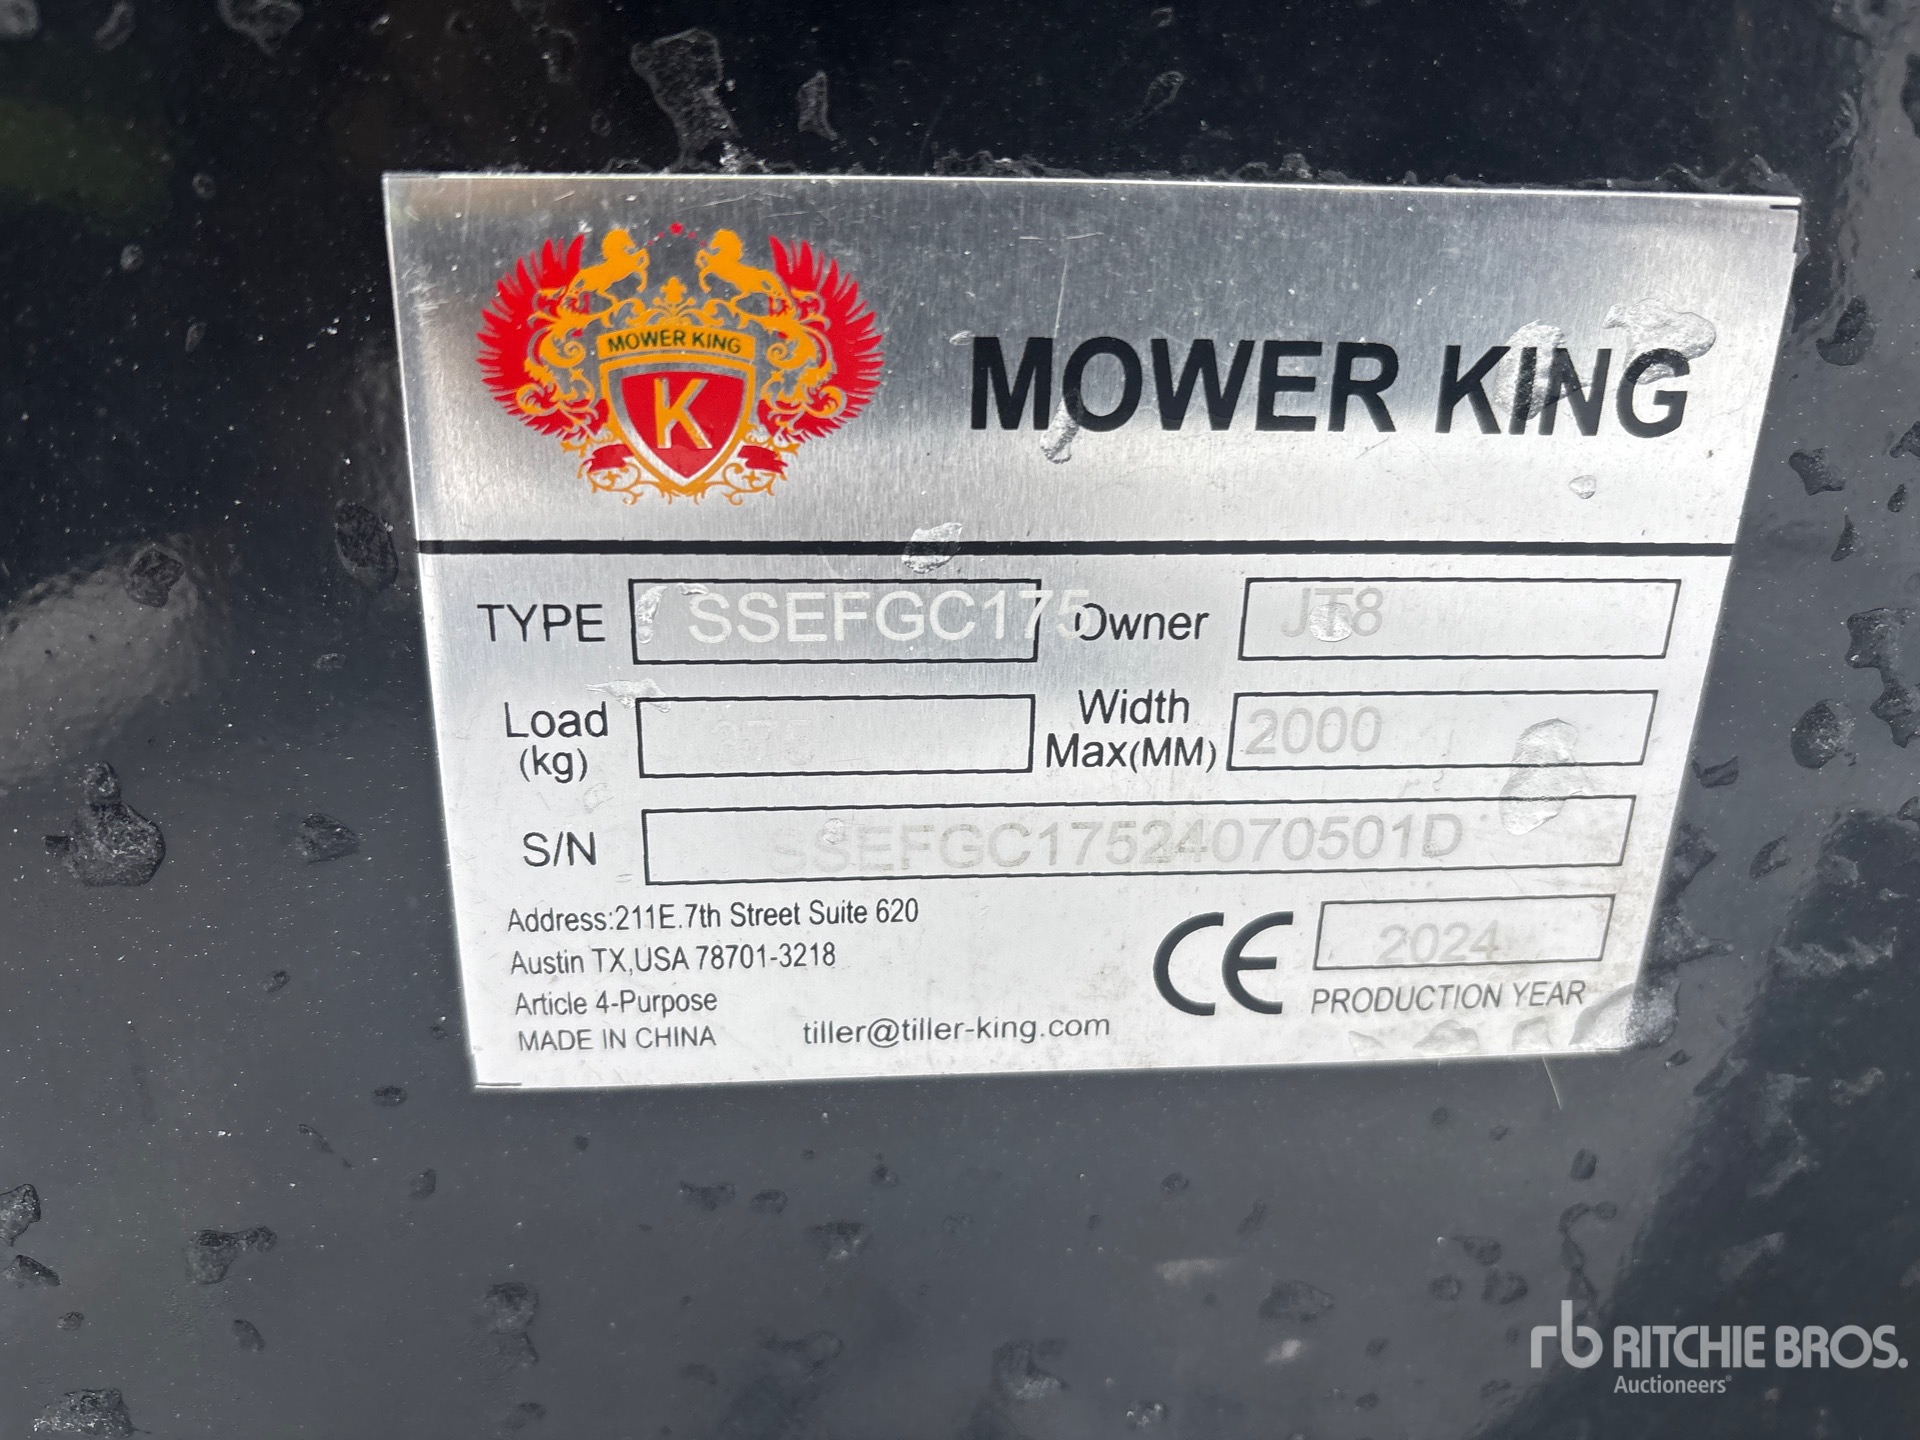 MOWER KING
K
MOWER KING
TYPE SSEFGC175 Owner JT8
Load (kg) Width Max(MM) 2000
S/N SSEFGC17524070501D
Address:211E.7th Street Suite 620
Austin TX,USA 78701-3218
Article 4-Purpose
MADE IN CHINA tiller@tiller-king.com
CE 2024
PRODUCTION YEAR
rb RITCHIE BROS.
Auctioneers